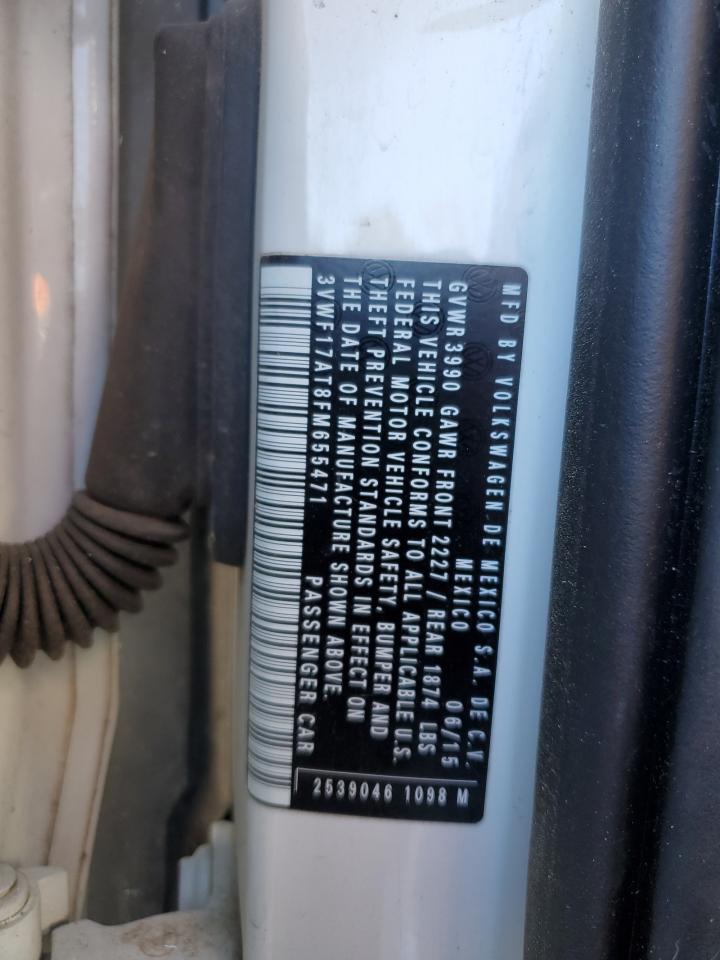 MFD BY VOLKSWAGEN DE MEXICO S.A. DE C.V.
MEXICO 06/15
GVWR 3990 GAWR FRONT 2227 / REAR 1874 LBS
THIS VEHICLE CONFORMS TO ALL APPLICABLE U.S.
FEDERAL MOTOR VEHICLE SAFETY, BUMPER AND
THEFT PREVENTION STANDARDS IN EFFECT ON
THE DATE OF MANUFACTURE SHOWN ABOVE.
3VWF17AT8FM655471 PASSENGER CAR
2539046 1098 M